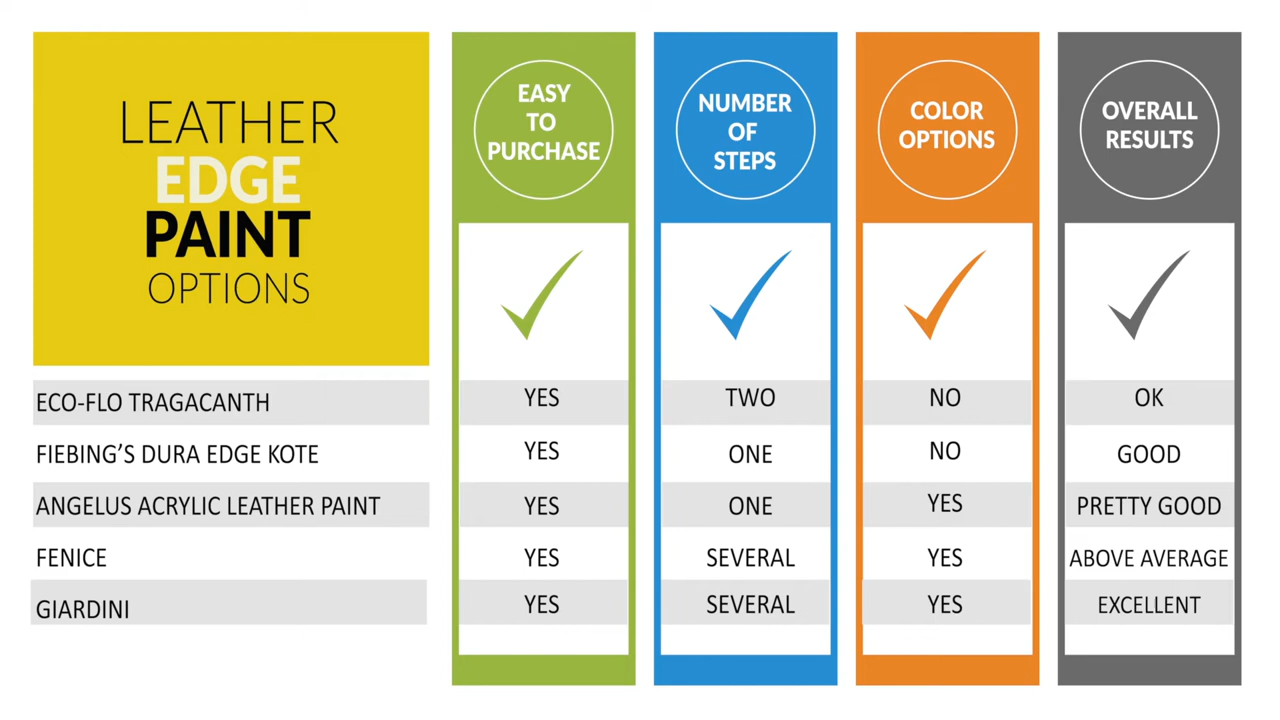 LEATHER
EDGE
PAINT
OPTIONS
EASY
TO
PURCHASE
NUMBER
OF
STEPS
COLOR
OPTIONS
OVERALL
RESULTS
ECO-FLO TRAGACANTH YES TWO NO OK
FIEBING’S DURA EDGE KOTE YES ONE NO GOOD
ANGELUS ACRYLIC LEATHER PAINT YES ONE YES PRETTY GOOD
FENICE YES SEVERAL YES ABOVE AVERAGE
GIARDINI YES SEVERAL YES EXCELLENT